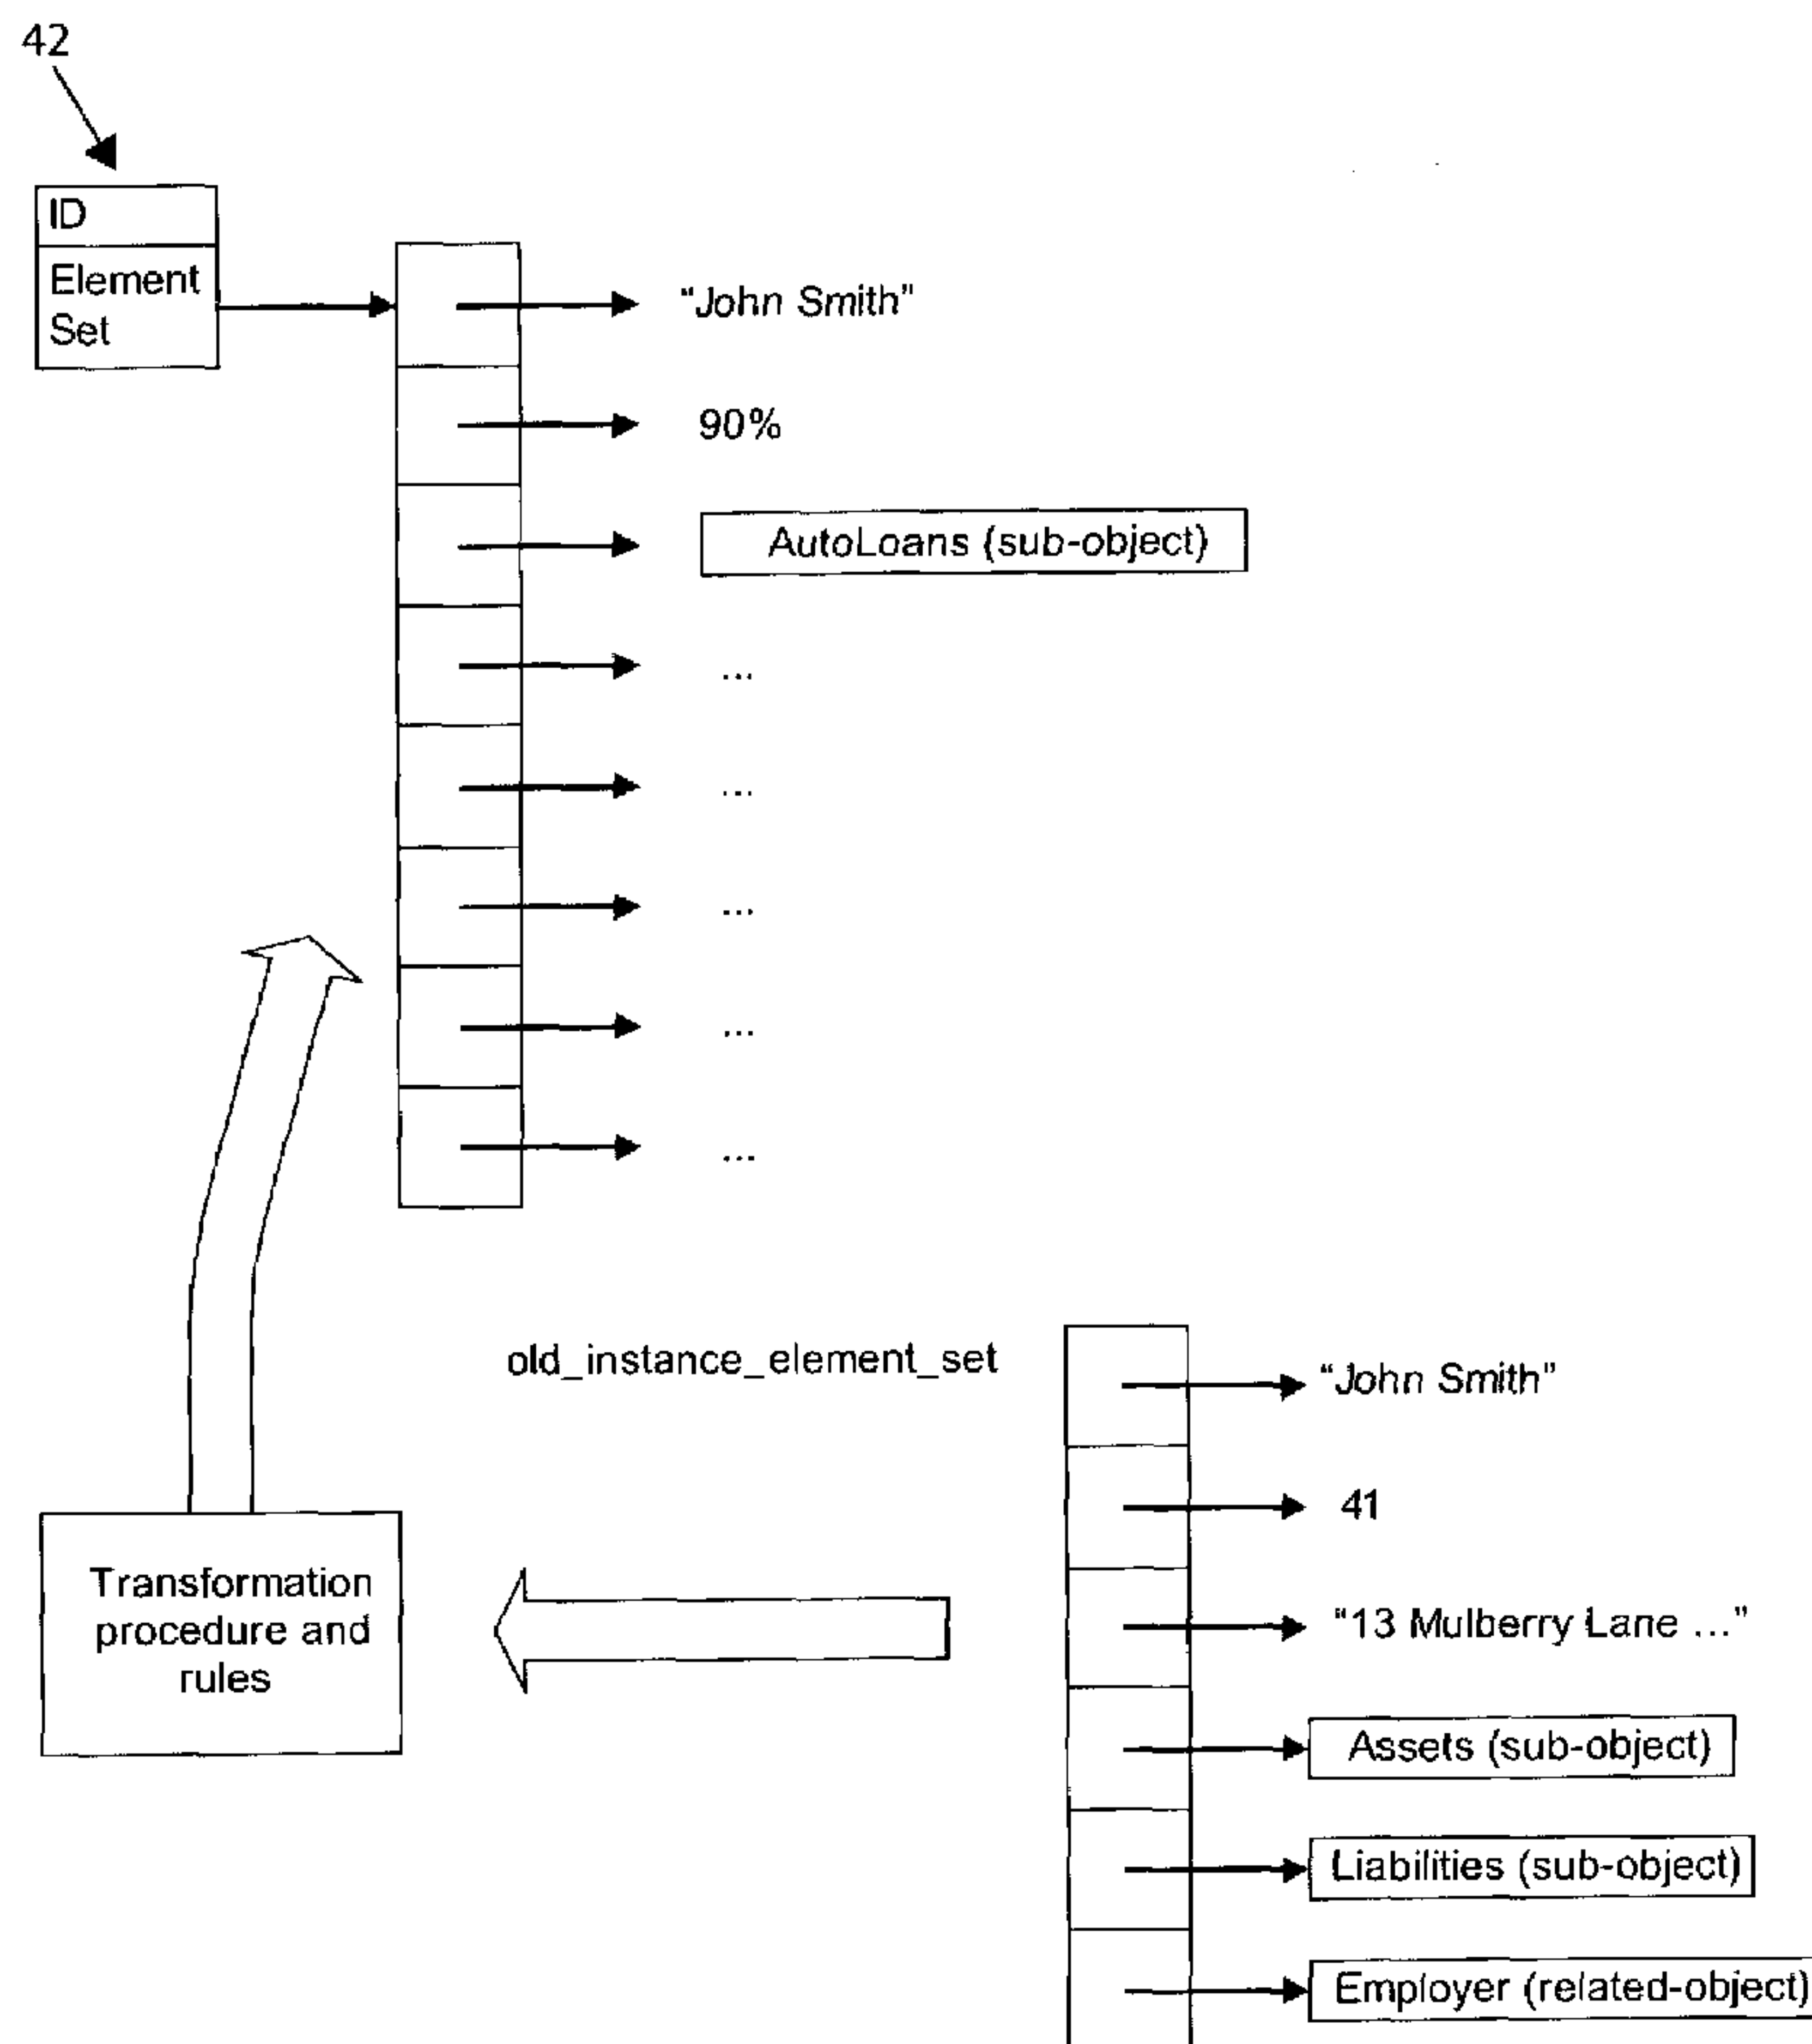 42
ID
Element
Set
“John Smith”
90%
AutoLoans (sub-object)
...
...
...
...
...
old_instance_element_set
“John Smith”
41
“13 Mulberry Lane ...”
Transformation
procedure and
rules
Assets (sub-object)
Liabilities (sub-object)
Employer (related-object)